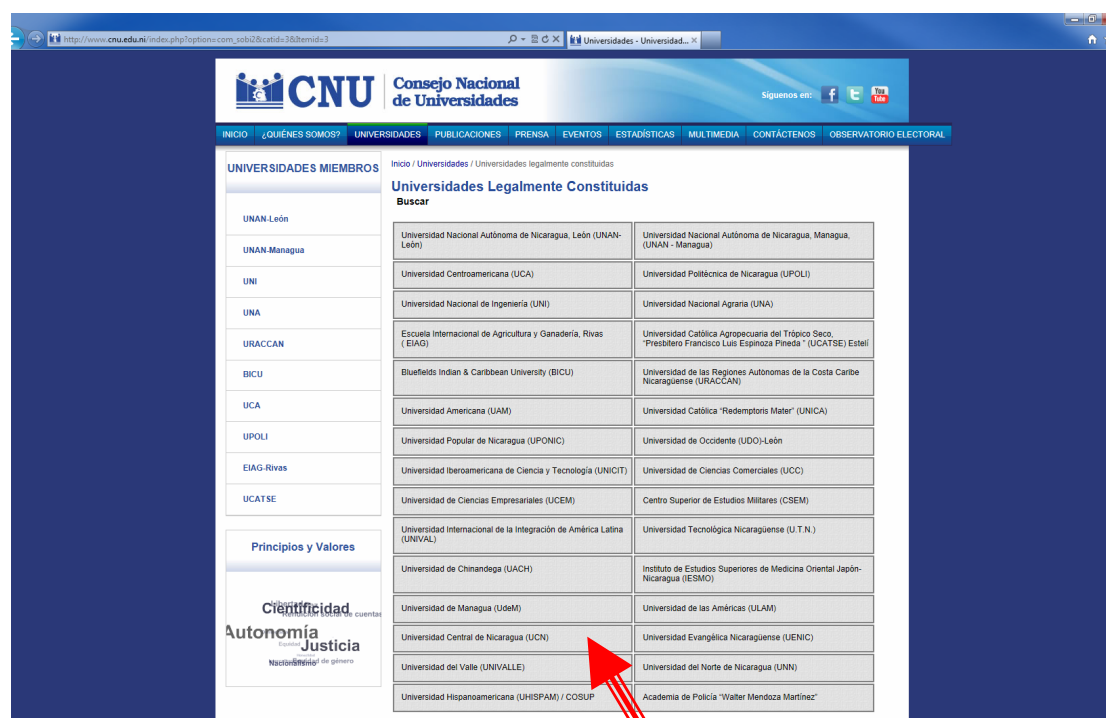 http://www.cnu.edu.ni/index.php?option=com_sobi2&catid=3&Itemid=3
Universidades - Universidad...
CNU
Consejo Nacional
de Universidades
Síguenos en:
You
Tube
INICIO ¿QUIÉNES SOMOS? UNIVERSIDADES PUBLICACIONES PRENSA EVENTOS ESTADÍSTICAS MULTIMEDIA CONTÁCTENOS OBSERVATORIO ELECTORAL
UNIVERSIDADES MIEMBROS
UNAN-León
UNAN-Managua
UNI
UNA
URACCAN
BICU
UCA
UPOLI
EIAG-Rivas
UCATSE
Principios y Valores
Cientificidad
de cuentas
Autonomía
Justicia
Nacionalismo
de género
Inicio / Universidades / Universidades legalmente constituidas
Universidades Legalmente Constituidas
Buscar
Universidad Nacional Autónoma de Nicaragua, León (UNAN-
León)
Universidad Nacional Autónoma de Nicaragua, Managua,
(UNAN - Managua)
Universidad Centroamericana (UCA)
Universidad Politécnica de Nicaragua (UPOLI)
Universidad Nacional de Ingeniería (UNI)
Universidad Nacional Agraria (UNA)
Escuela Internacional de Agricultura y Ganadería, Rivas
( EIAG)
Universidad Católica Agropecuaria del Trópico Seco,
"Presbitero Francisco Luis Espinoza Pineda " (UCATSE) Estelí
Bluefields Indian & Caribbean University (BICU)
Universidad de las Regiones Autónomas de la Costa Caribe
Nicaragüense (URACCAN)
Universidad Americana (UAM)
Universidad Católica "Redemptoris Mater" (UNICA)
Universidad Popular de Nicaragua (UPONIC)
Universidad de Occidente (UDO)-León
Universidad Iberoamericana de Ciencia y Tecnología (UNICIT)
Universidad de Ciencias Comerciales (UCC)
Universidad de Ciencias Empresariales (UCEM)
Centro Superior de Estudios Militares (CSEM)
Universidad Internacional de la Integración de América Latina
(UNIVAL)
Universidad Tecnológica Nicaragüense (U.T.N.)
Universidad de Chinandega (UACH)
Instituto de Estudios Superiores de Medicina Oriental Japón-
Nicaragua (IESMO)
Universidad de Managua (UdeM)
Universidad de las Américas (ULAM)
Universidad Central de Nicaragua (UCN)
Universidad Evangélica Nicaragüense (UENIC)
Universidad del Valle (UNIVALLE)
Universidad del Norte de Nicaragua (UNN)
Universidad Hispanoamericana (UHISPAM) / COSUP
Academia de Policía "Walter Mendoza Martínez"